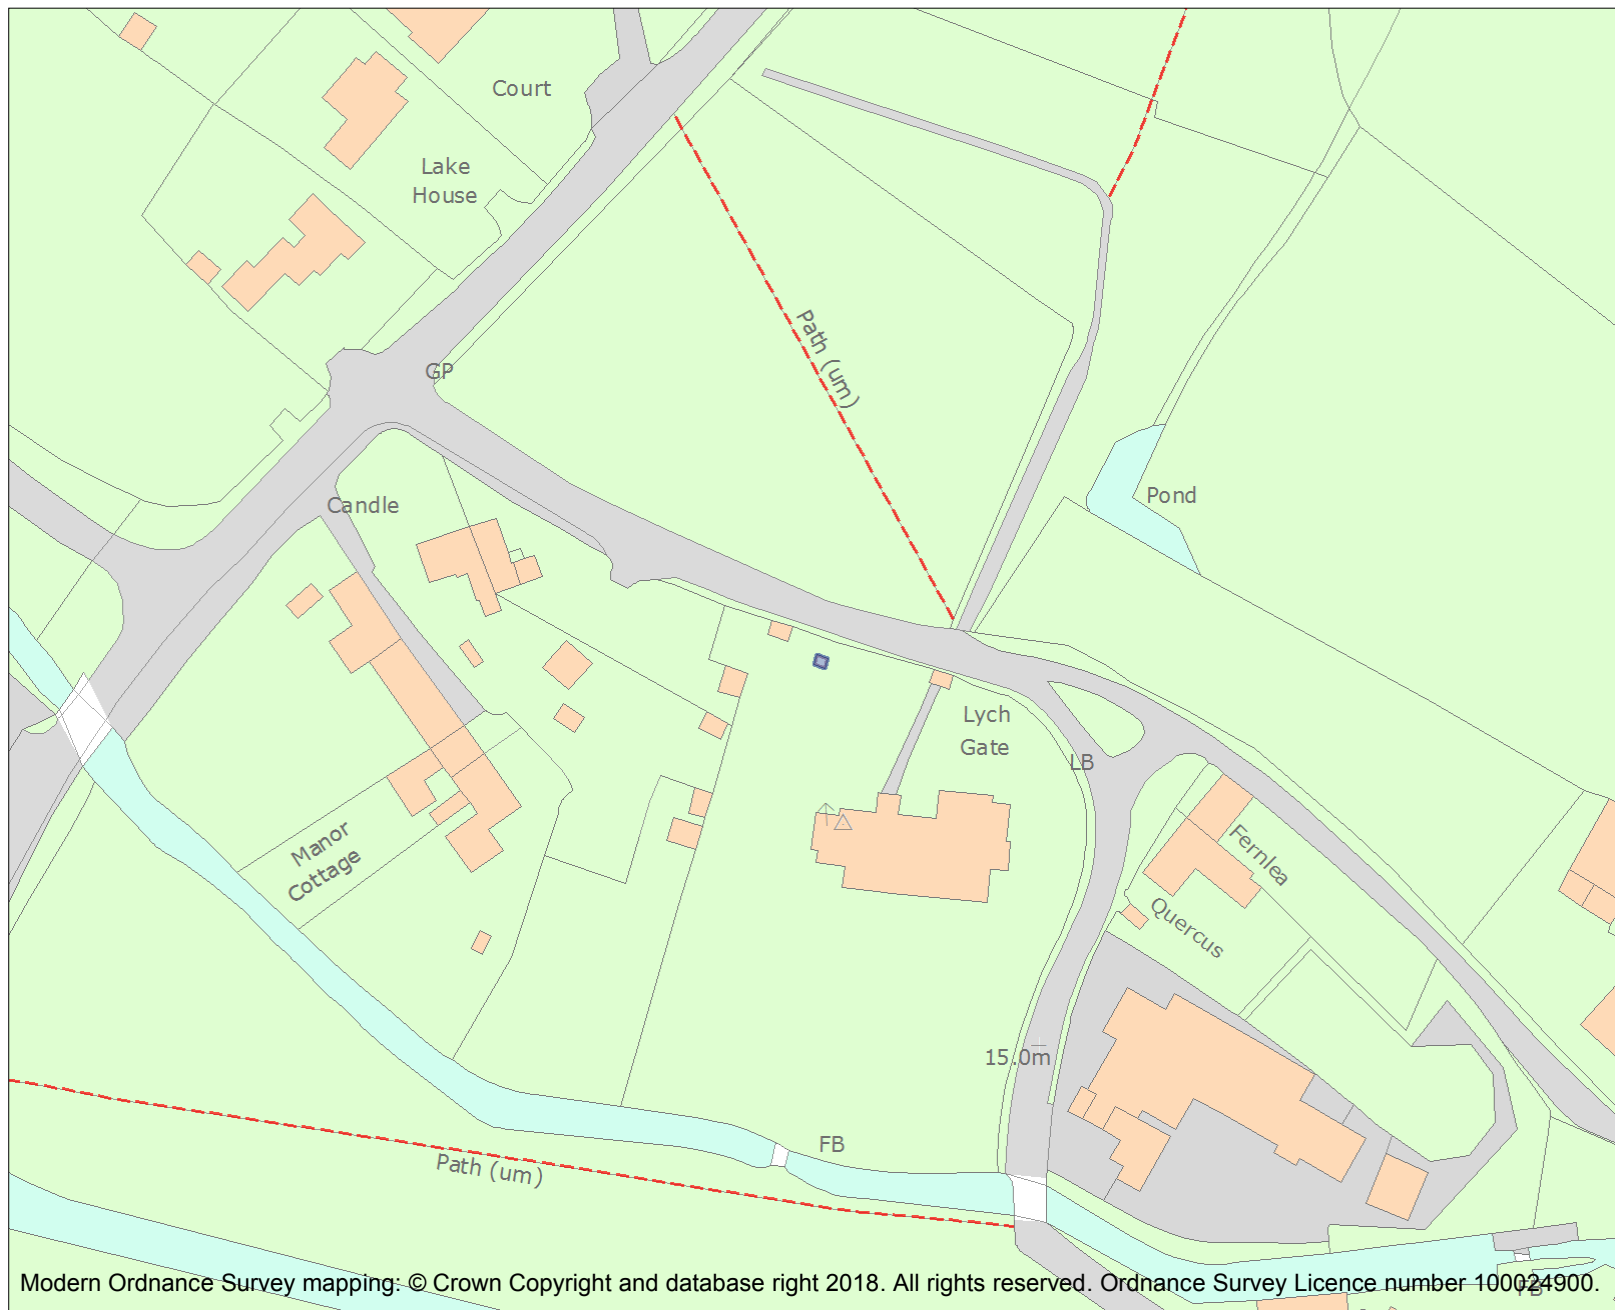 Court
Lake
House
Path (um)
GP
Candle
Pond
Lych
Gate
LB
Manor
Cottage
Fernlea
Quercus
15.0m
FB
Path (um)
Modern Ordnance Survey mapping: © Crown Copyright and database right 2018. All rights reserved. Ordnance Survey Licence number 100024900.
FB